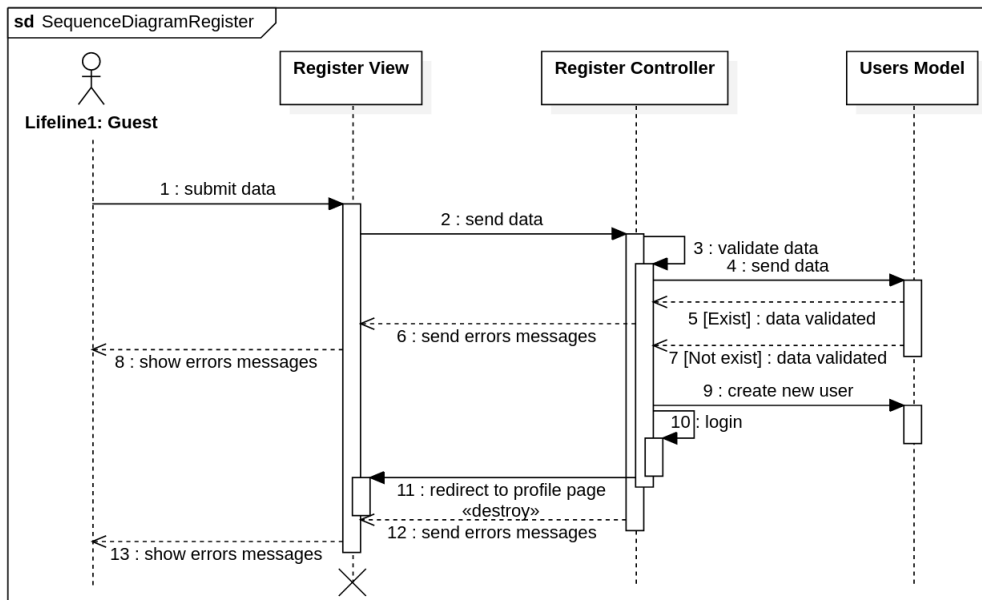 sd SequenceDiagramRegister
Register View
Register Controller
Users Model
Lifeline1: Guest
1 : submit data
2 : send data
3 : validate data
4 : send data
5 [Exist] : data validated
6 : send errors messages
7 [Not exist] : data validated
8 : show errors messages
9 : create new user
10 : login
11 : redirect to profile page
«destroy»
12 : send errors messages
13 : show errors messages